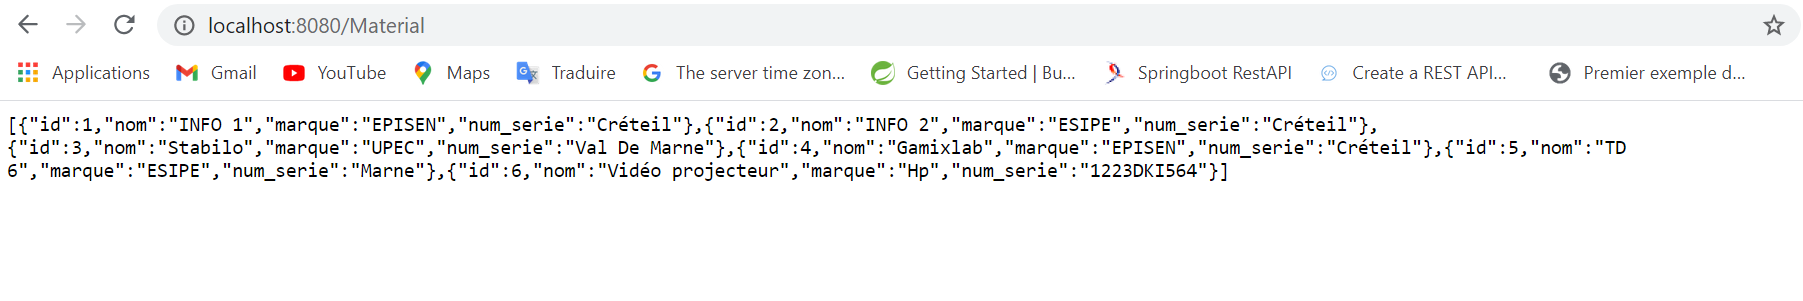 localhost:8080/Material
Applications Gmail YouTube Maps Traduire The server time zon... Getting Started | Bu... Springboot RestAPI Create a REST API... Premier exemple d...
[{"id":1,"nom":"INFO 1","marque":"EPISEN","num_serie":"Créteil"},{"id":2,"nom":"INFO 2","marque":"ESIPE","num_serie":"Créteil"},
{"id":3,"nom":"Stabilo","marque":"UPEC","num_serie":"Val De Marne"},{"id":4,"nom":"Gamixlab","marque":"EPISEN","num_serie":"Créteil"},{"id":5,"nom":"TD
6","marque":"ESIPE","num_serie":"Marne"},{"id":6,"nom":"Vidéo projecteur","marque":"Hp","num_serie":"1223DKI564"}]